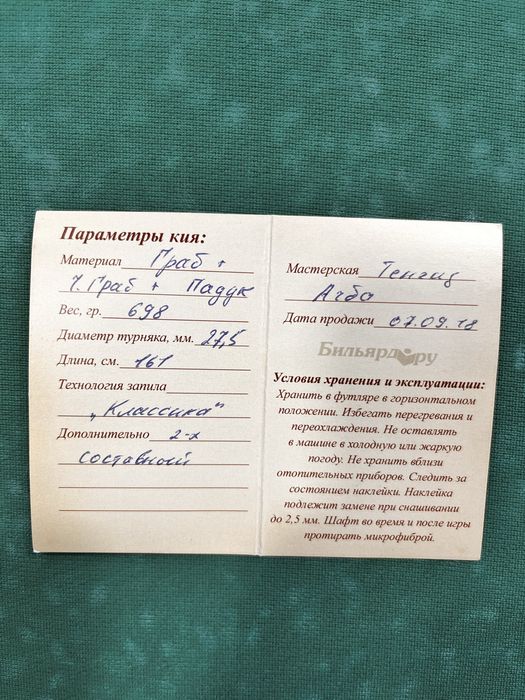 Параметры кия:
Материал Граб +
Ч. Граб + Падук
Вес, гр. 698
Диаметр турняка, мм. 27,5
Длина, см. 161
Технология запила
„Классика"
Дополнительно 2-х
составный
Мастерская Тенгиз
Ачба
Дата продажи 07.09.18
Бильярд.ру
Условия хранения и эксплуатации:
Хранить в футляре в горизонтальном
положении. Избегать перегревания и
переохлаждения. Не оставлять
в машине в холодную или жаркую
погоду. Не хранить вблизи
отопительных приборов. Следить за
состоянием наклейки. Наклейка
подлежит замене при снашивании
до 2,5 мм. Шафт во время и после игры
протирать микрофиброй.